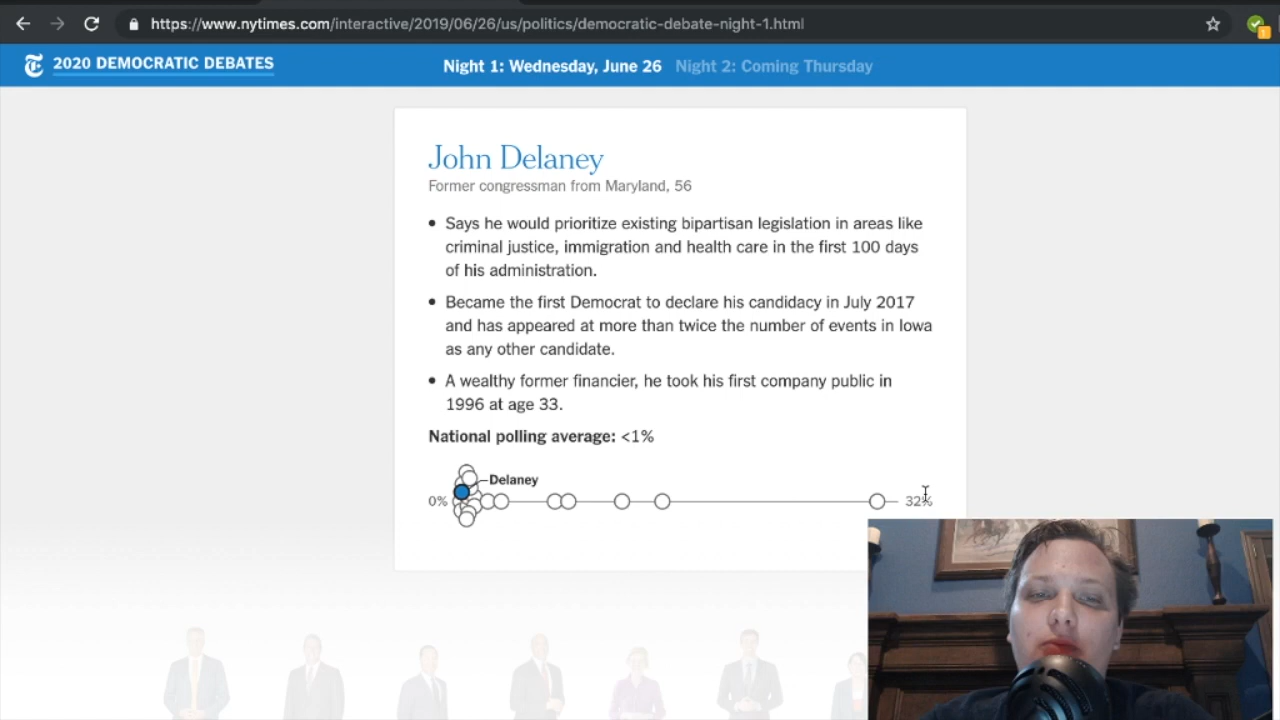 https://www.nytimes.com/interactive/2019/06/26/us/politics/democratic-debate-night-1.html
2020 DEMOCRATIC DEBATES
Night 1: Wednesday, June 26 Night 2: Coming Thursday
John Delaney
Former congressman from Maryland, 56
• Says he would prioritize existing bipartisan legislation in areas like
criminal justice, immigration and health care in the first 100 days
of his administration.
• Became the first Democrat to declare his candidacy in July 2017
and has appeared at more than twice the number of events in Iowa
as any other candidate.
• A wealthy former financier, he took his first company public in
1996 at age 33.
National polling average: <1%
Delaney
0% 32%